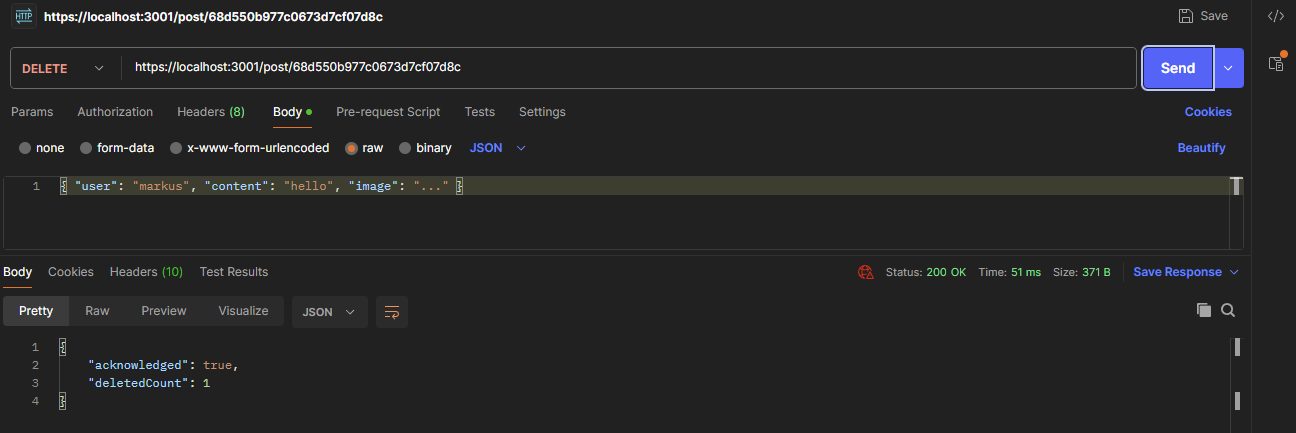 HTTP https://localhost:3001/post/68d550b977c0673d7cf07d8c Save </>
DELETE https://localhost:3001/post/68d550b977c0673d7cf07d8c Send
Params Authorization Headers (8) Body Pre-request Script Tests Settings Cookies
none form-data x-www-form-urlencoded raw binary JSON Beautify
1 { "user": "markus", "content": "hello", "image": "..." }
Body Cookies Headers (10) Test Results Status: 200 OK Time: 51 ms Size: 371 B Save Response
Pretty Raw Preview Visualize JSON
1 {
2 "acknowledged": true,
3 "deletedCount": 1
4 }